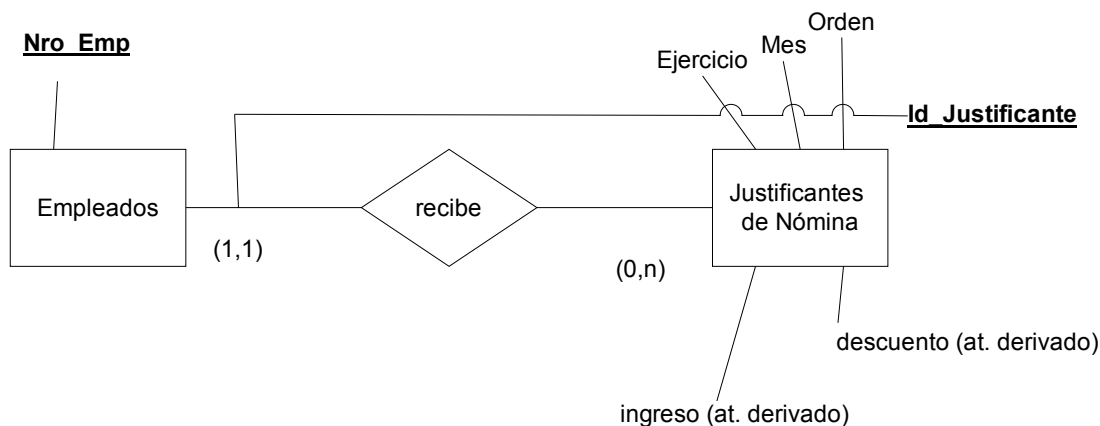 Orden
Nro_Emp
Mes
Ejercicio
Id_Justificante
Empleados
recibe
Justificantes
de Nómina
(1,1)
(0,n)
descuento (at. derivado)
ingreso (at. derivado)